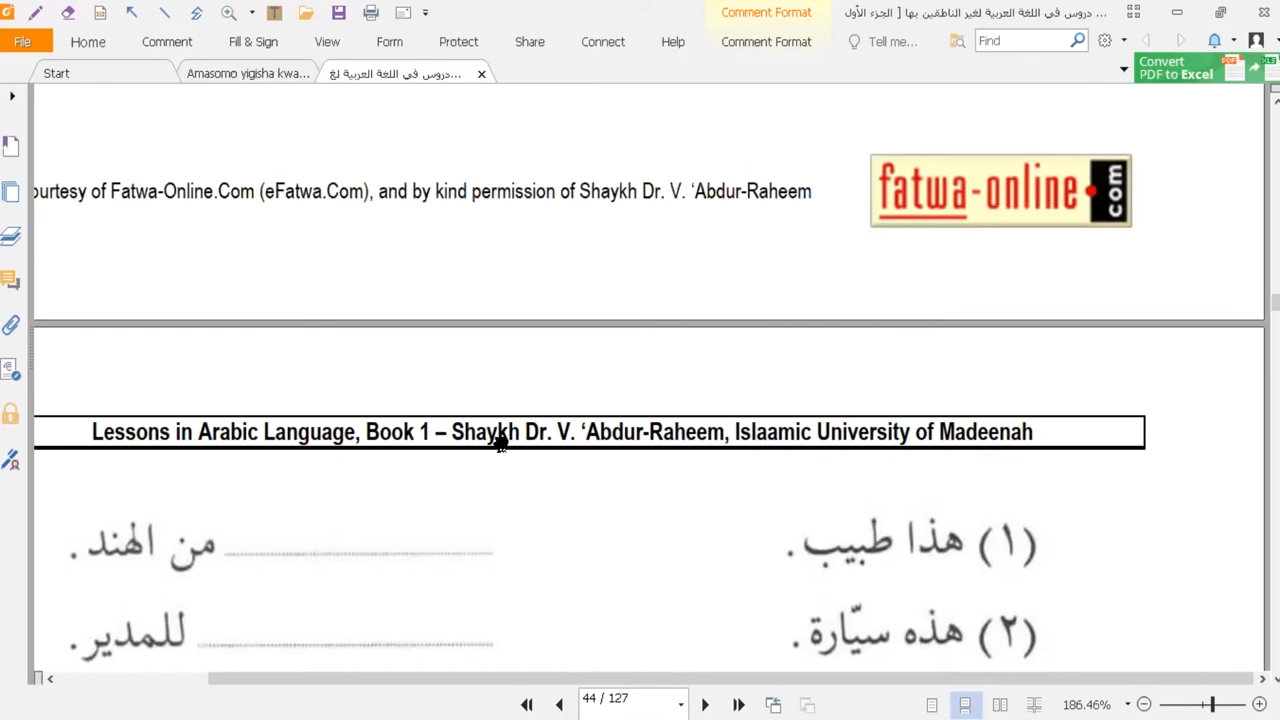 Comment Format
دروس في اللغة العربية لغير الناطقين بها [ الجزء الأول ...
File Home Comment Fill & Sign View Form Protect Share Connect Help Comment Format Tell me... Find
Start Amasomo yigisha kwa... دروس في اللغة العربية لغ...
Convert
PDF to Excel
ourtesy of Fatwa-Online.Com (eFatwa.Com), and by kind permission of Shaykh Dr. V. ‘Abdur-Raheem
fatwa-online.com
Lessons in Arabic Language, Book 1 – Shaykh Dr. V. ‘Abdur-Raheem, Islaamic University of Madeenah
(١) هذا طبيب. ــــــــــــــــ من الهند.
(٢) هذه سيّارة. ــــــــــــــــ للمدير.
44 / 127 186.46%